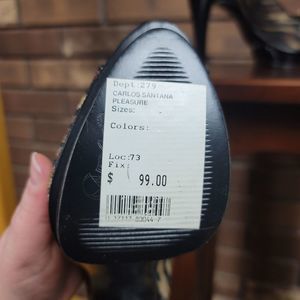 Dept:279
CARLOS SANTANA
PLEASURE
Sizes:
Colors:
Loc:73
Fix:
$ 99.00